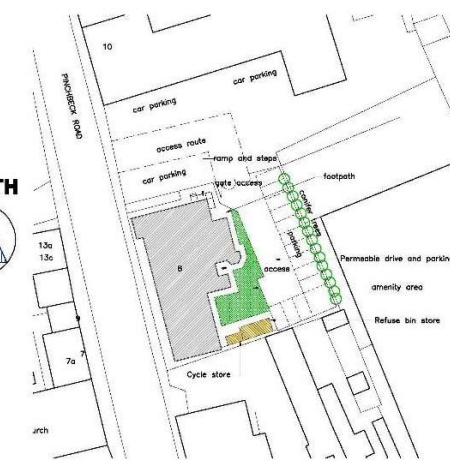 10
PINCHBECK ROAD
car parking
car parking
access route
ramp and steps
car parking
gate access
footpath
TH
conifer trees
parking
13a
13c
8
access
Permeable drive and parkin
amenity area
9
Refuse bin store
7
7a
Cycle store
urch